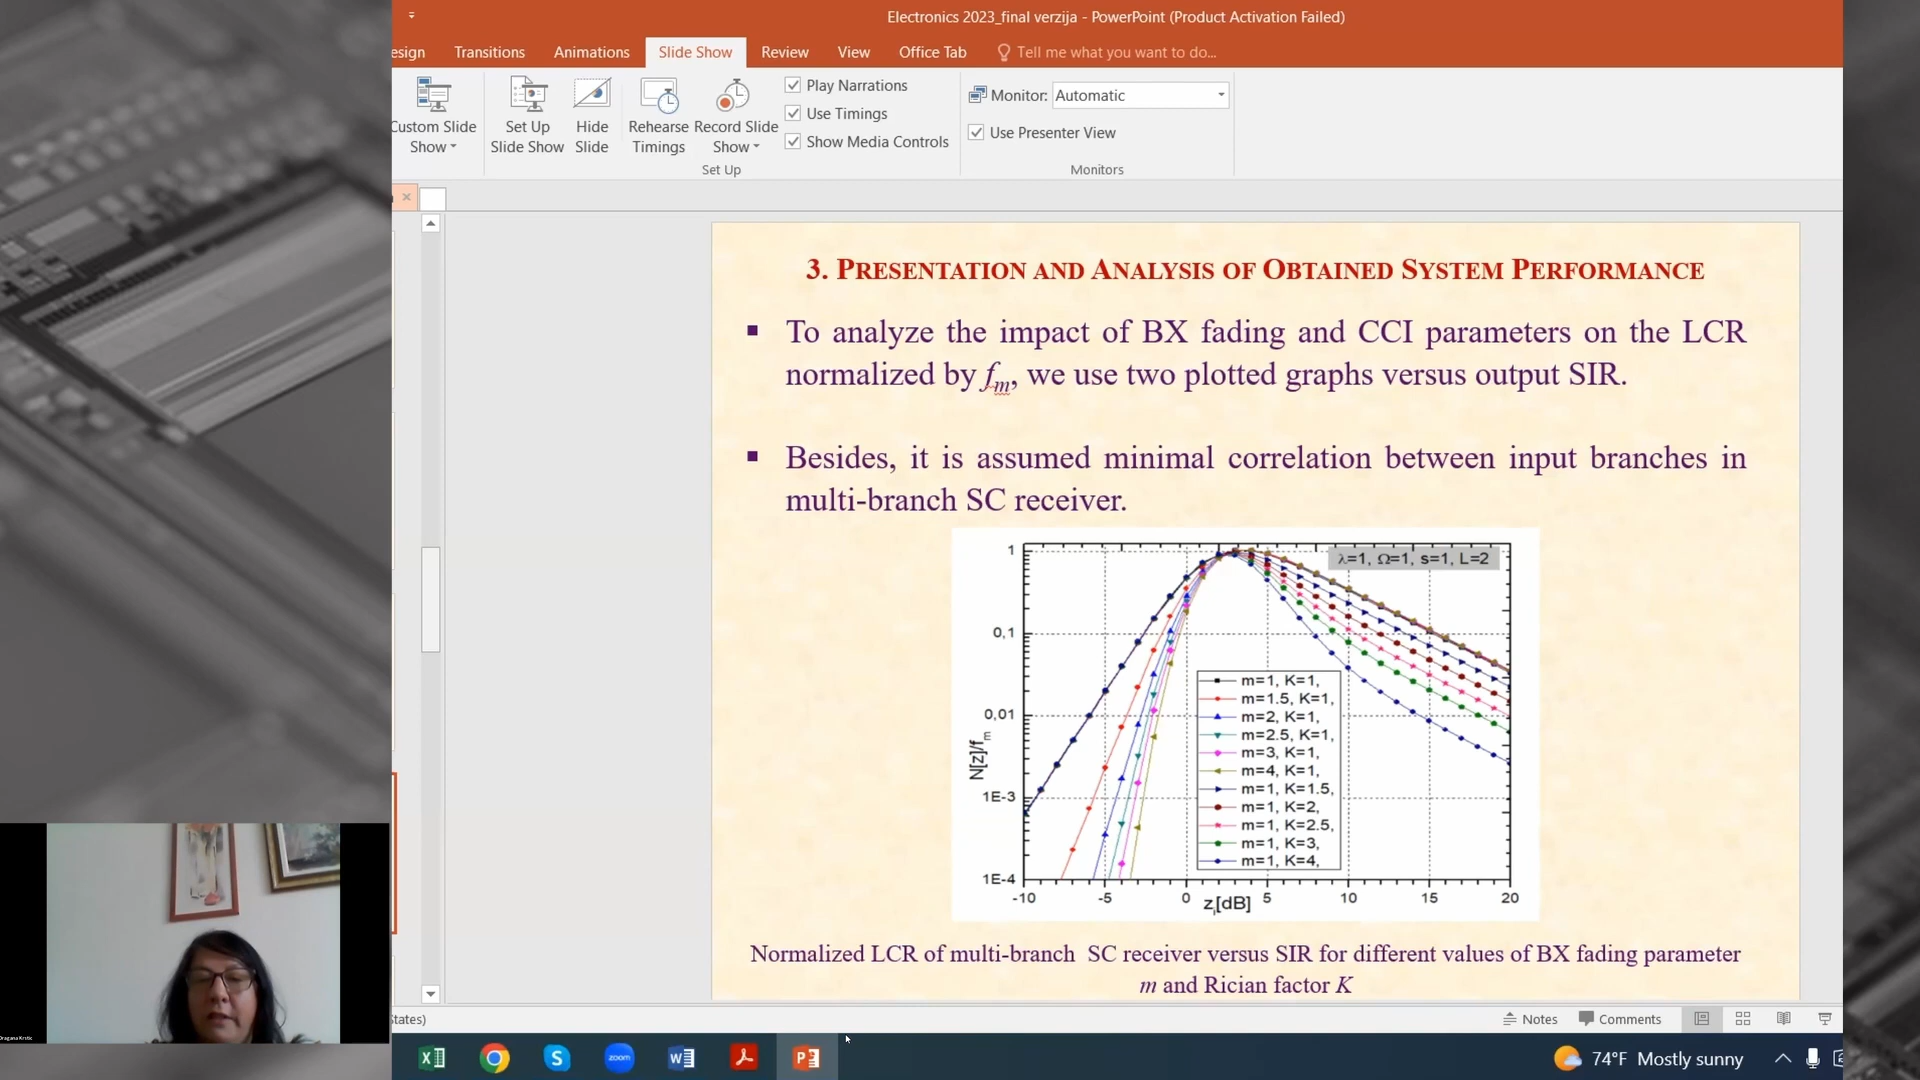 Electronics 2023_final verzija - PowerPoint (Product Activation Failed)
esign Transitions Animations Slide Show Review View Office Tab Tell me what you want to do...
Custom Slide Show
Set Up Slide Show
Hide Slide
Rehearse Timings
Record Slide Show
Play Narrations
Use Timings
Show Media Controls
Set Up
Monitor: Automatic
Use Presenter View
Monitors
3. PRESENTATION AND ANALYSIS OF OBTAINED SYSTEM PERFORMANCE
▪ To analyze the impact of BX fading and CCI parameters on the LCR
normalized by fm, we use two plotted graphs versus output SIR.
▪ Besides, it is assumed minimal correlation between input branches in
multi-branch SC receiver.
λ=1, Ω=1, s=1, L=2
1
0,1
0,01
1E-3
1E-4
N[z]/fm
m=1, K=1,
m=1.5, K=1,
m=2, K=1,
m=2.5, K=1,
m=3, K=1,
m=4, K=1,
m=1, K=1.5,
m=1, K=2,
m=1, K=2.5,
m=1, K=3,
m=1, K=4,
-10 -5 0 5 10 15 20
zi[dB]
Normalized LCR of multi-branch SC receiver versus SIR for different values of BX fading parameter
m and Rician factor K
States)
Notes Comments
Dragana Krstic
zoom
74°F Mostly sunny